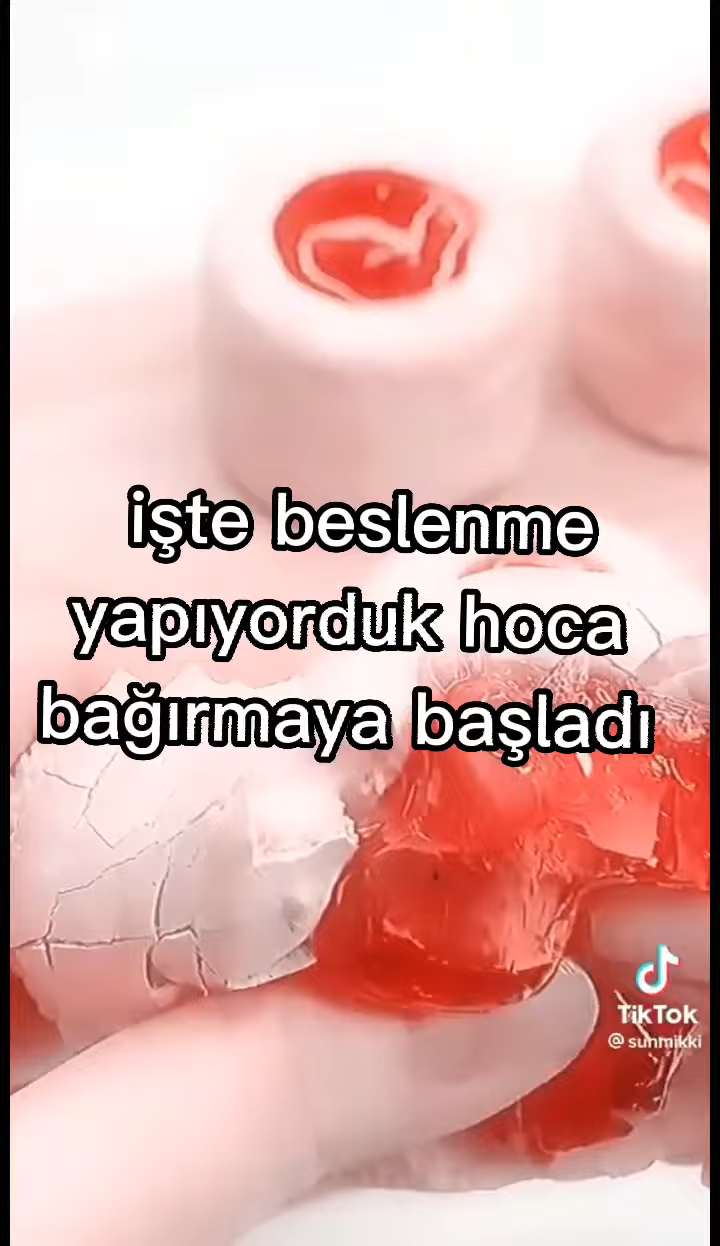 işte beslenme
yapıyorduk hoca
bağırmaya başladı
TikTok
@sunmikki